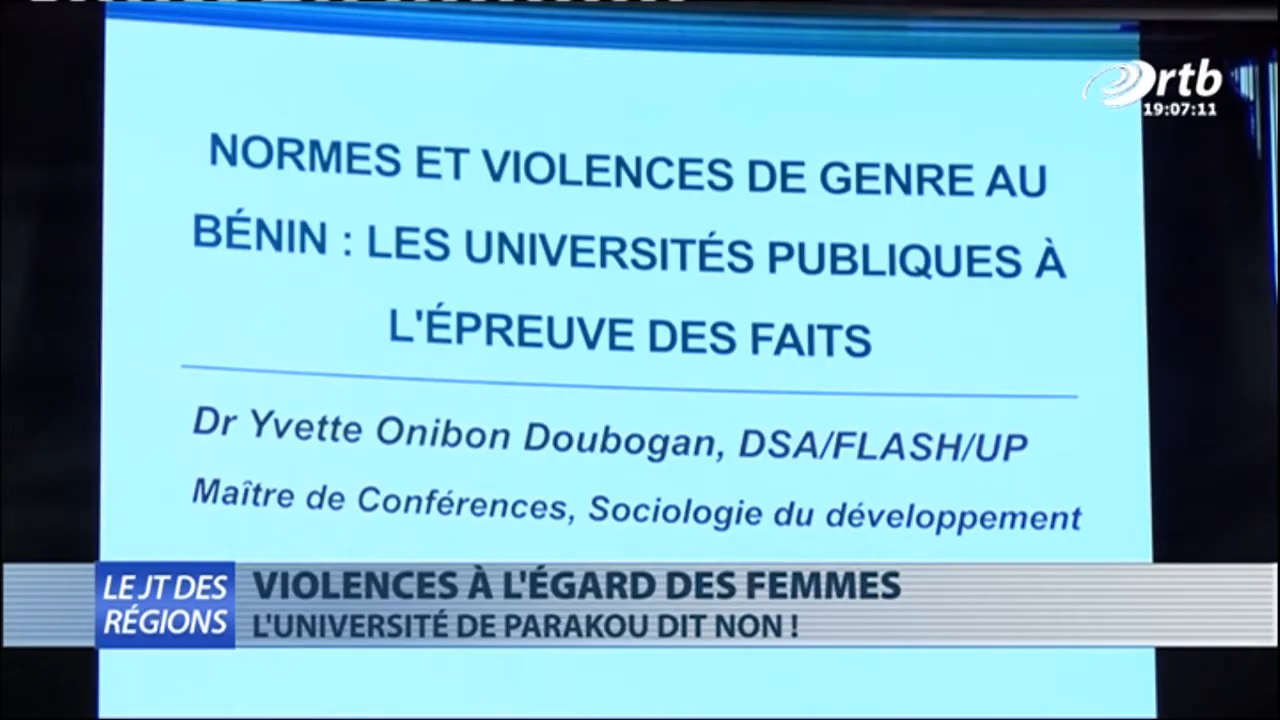 ortb
19:07:11
NORMES ET VIOLENCES DE GENRE AU
BÉNIN : LES UNIVERSITÉS PUBLIQUES À
L'ÉPREUVE DES FAITS
Dr Yvette Onibon Doubogan, DSA/FLASH/UP
Maître de Conférences, Sociologie du développement
LE JT DES
RÉGIONS
VIOLENCES À L'ÉGARD DES FEMMES
L'UNIVERSITÉ DE PARAKOU DIT NON !